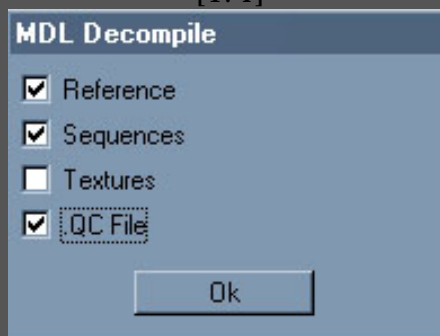 MDL Decompile
Reference
Sequences
Textures
.QC File
Ok